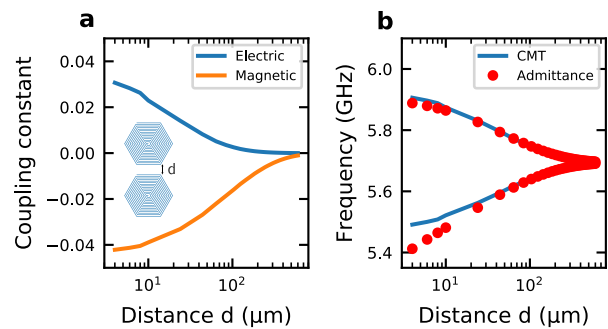 a
Coupling constant
0.04
0.02
0.00
−0.02
−0.04
Electric
Magnetic
d
10¹
10²
Distance d (μm)
b
Frequency (GHz)
6.0
5.8
5.6
5.4
CMT
Admittance
10¹
10²
Distance d (μm)